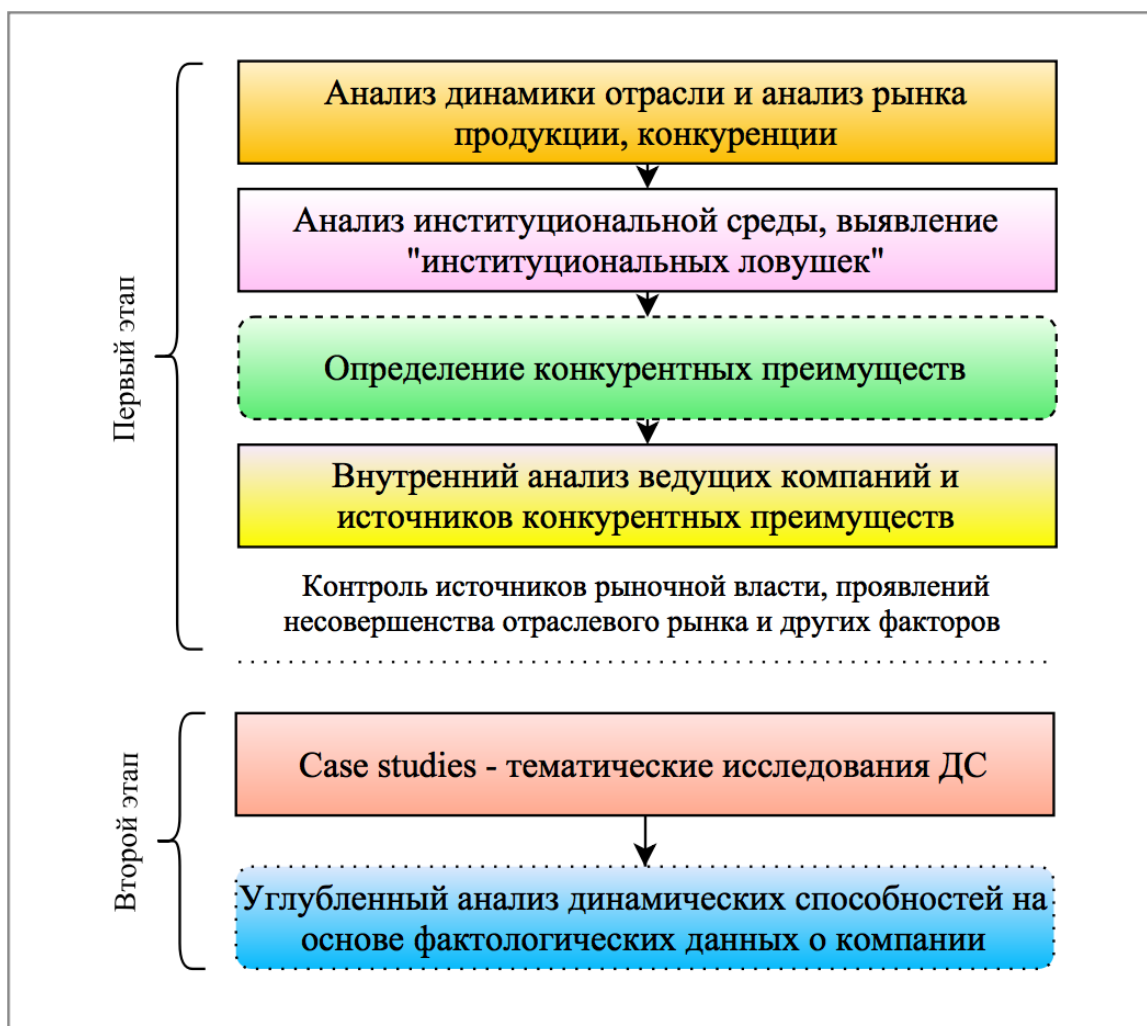 Первый этап
Анализ динамики отрасли и анализ рынка
продукции, конкуренции
Анализ институциональной среды, выявление
"институциональных ловушек"
Определение конкурентных преимуществ
Внутренний анализ ведущих компаний и
источников конкурентных преимуществ
Контроль источников рыночной власти, проявлений
несовершенства отраслевого рынка и других факторов
Второй этап
Case studies - тематические исследования ДС
Углубленный анализ динамических способностей на
основе фактологических данных о компании